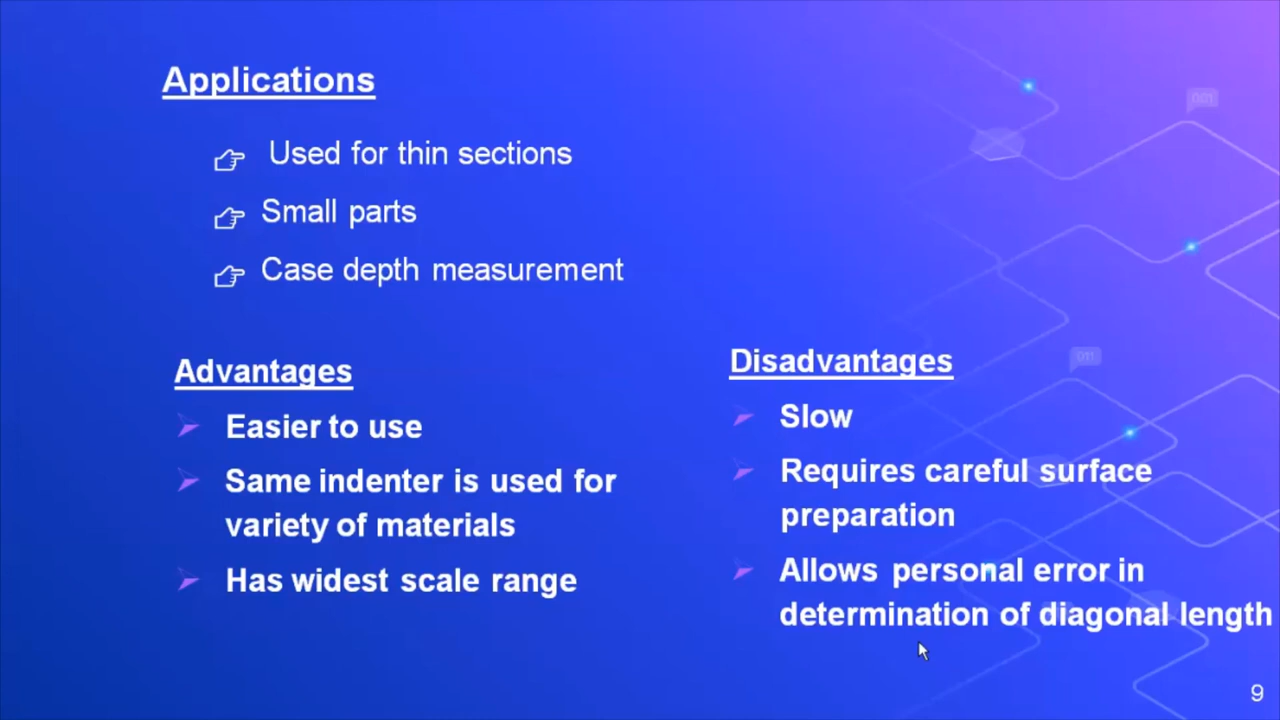 Applications
Used for thin sections
Small parts
Case depth measurement
Advantages
Easier to use
Same indenter is used for
variety of materials
Has widest scale range
Disadvantages
Slow
Requires careful surface
preparation
Allows personal error in
determination of diagonal length
001
011
9